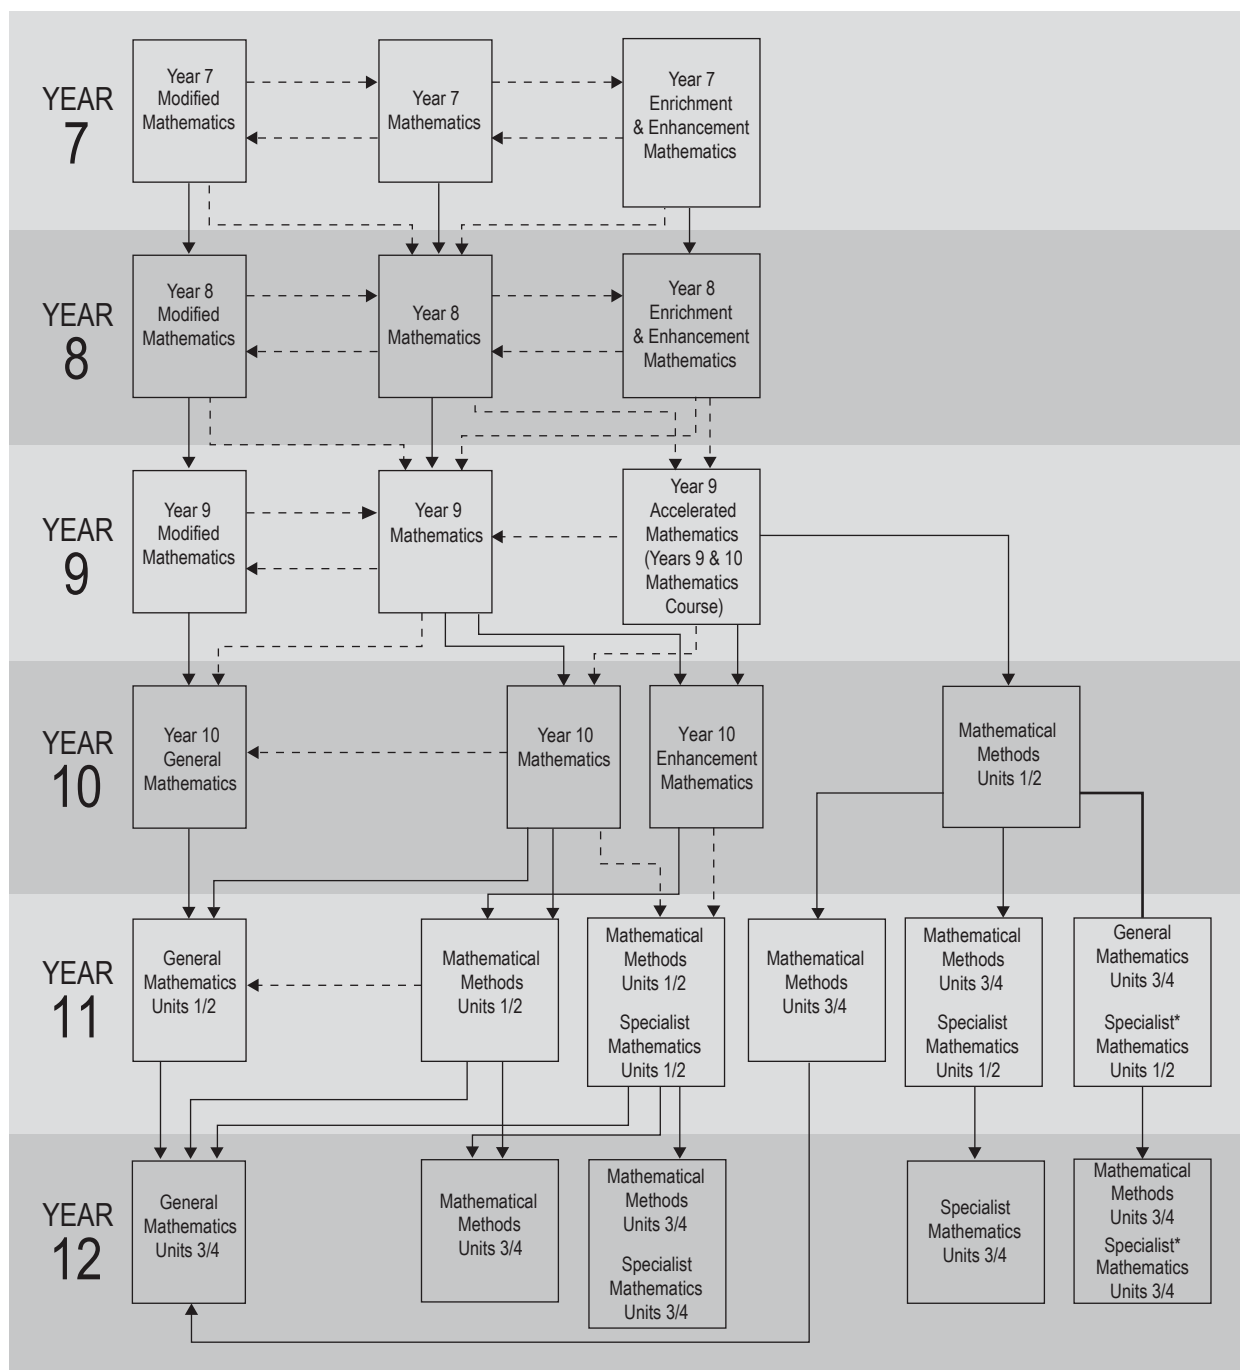 YEAR
7
Year 7
Modified
Mathematics
Year 7
Mathematics
Year 7
Enrichment
& Enhancement
Mathematics
YEAR
8
Year 8
Modified
Mathematics
Year 8
Mathematics
Year 8
Enrichment
& Enhancement
Mathematics
YEAR
9
Year 9
Modified
Mathematics
Year 9
Mathematics
Year 9
Accelerated
Mathematics
(Years 9 & 10
Mathematics
Course)
YEAR
10
Year 10
General
Mathematics
Year 10
Mathematics
Year 10
Enhancement
Mathematics
Mathematical
Methods
Units 1/2
YEAR
11
General
Mathematics
Units 1/2
Mathematical
Methods
Units 1/2
Mathematical
Methods
Units 1/2
Specialist
Mathematics
Units 1/2
Mathematical
Methods
Units 3/4
Mathematical
Methods
Units 3/4
Specialist
Mathematics
Units 1/2
General
Mathematics
Units 3/4
Specialist*
Mathematics
Units 1/2
YEAR
12
General
Mathematics
Units 3/4
Mathematical
Methods
Units 3/4
Mathematical
Methods
Units 3/4
Specialist
Mathematics
Units 3/4
Specialist
Mathematics
Units 3/4
Mathematical
Methods
Units 3/4
Specialist*
Mathematics
Units 3/4